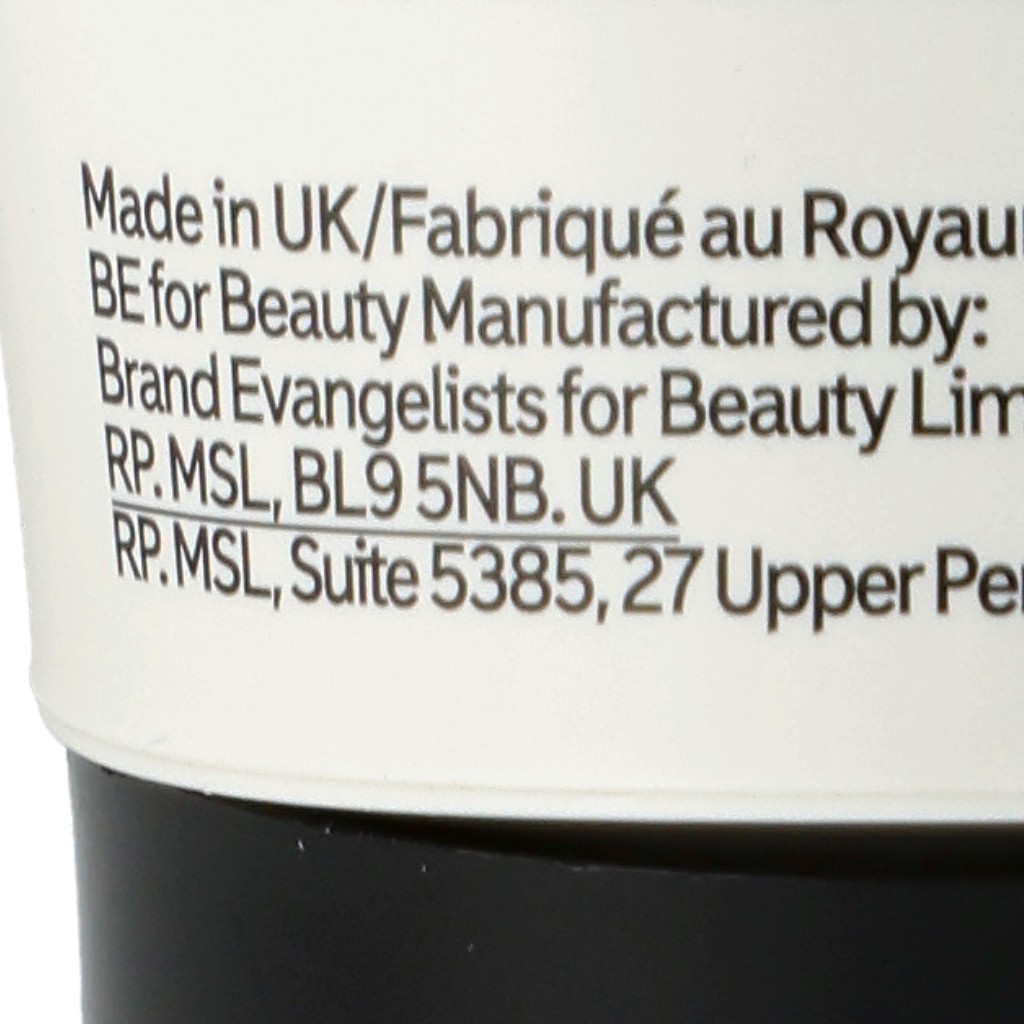 Made in UK/Fabriqué au Royau
BE for Beauty Manufactured by:
Brand Evangelists for Beauty Lim
RP. MSL, BL9 5NB. UK
RP. MSL, Suite 5385, 27 Upper Pe